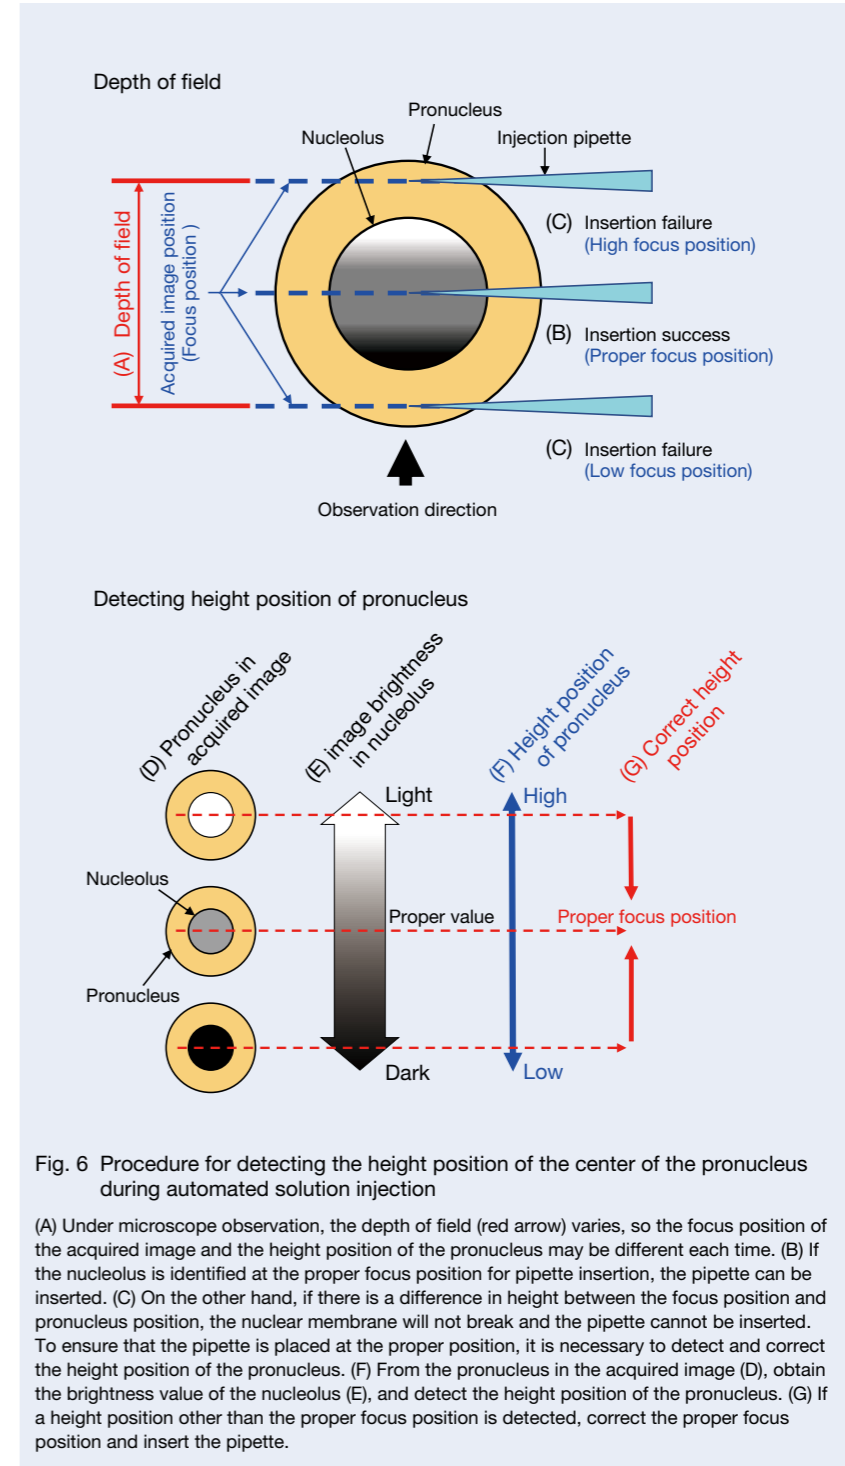 Depth of field
Pronucleus
Nucleolus
Injection pipette
(A) Depth of field
Acquired image position
(Focus position )
(C) Insertion failure
(High focus position)
(B) Insertion success
(Proper focus position)
(C) Insertion failure
(Low focus position)
Observation direction
Detecting height position of pronucleus
(D) Pronucleus in
acquired image
(E) image brightness
in nucleolus
(F) Height position
of pronucleus
(G) Correct height
position
Light
High
Nucleolus
Proper value
Proper focus position
Pronucleus
Dark
Low
Fig. 6 Procedure for detecting the height position of the center of the pronucleus
during automated solution injection
(A) Under microscope observation, the depth of field (red arrow) varies, so the focus position of
the acquired image and the height position of the pronucleus may be different each time. (B) If
the nucleolus is identified at the proper focus position for pipette insertion, the pipette can be
inserted. (C) On the other hand, if there is a difference in height between the focus position and
pronucleus position, the nuclear membrane will not break and the pipette cannot be inserted.
To ensure that the pipette is placed at the proper position, it is necessary to detect and correct
the height position of the pronucleus. (F) From the pronucleus in the acquired image (D), obtain
the brightness value of the nucleolus (E), and detect the height position of the pronucleus. (G) If
a height position other than the proper focus position is detected, correct the proper focus
position and insert the pipette.